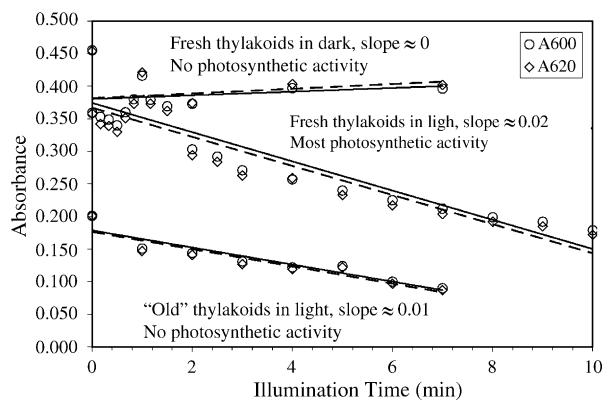 0.500
0.450
0.400
0.350
0.300
0.250
0.200
0.150
0.100
0.050
0.000
Absorbance
Fresh thylakoids in dark, slope ≈ 0
No photosynthetic activity
A600
A620
Fresh thylakoids in ligh, slope ≈ 0.02
Most photosynthetic activity
"Old" thylakoids in light, slope ≈ 0.01
No photosynthetic activity
0 2 4 6 8 10
Illumination Time (min)